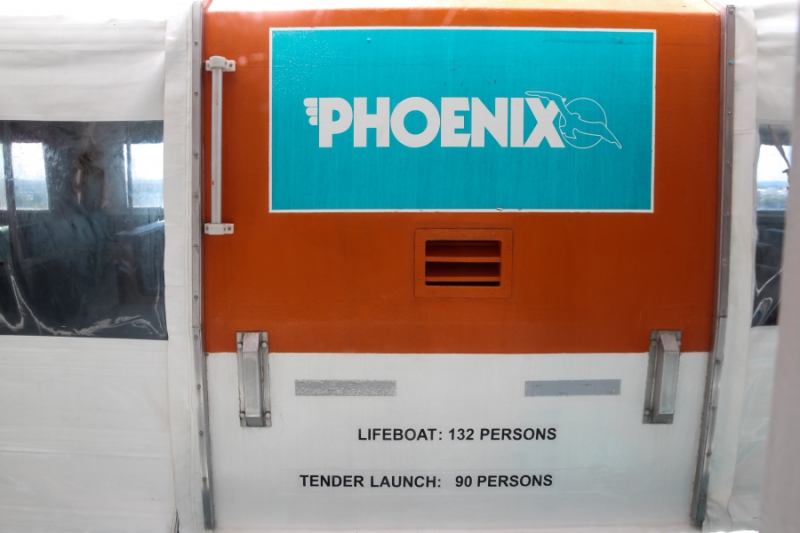 PHOENIX
LIFEBOAT: 132 PERSONS
TENDER LAUNCH: 90 PERSONS